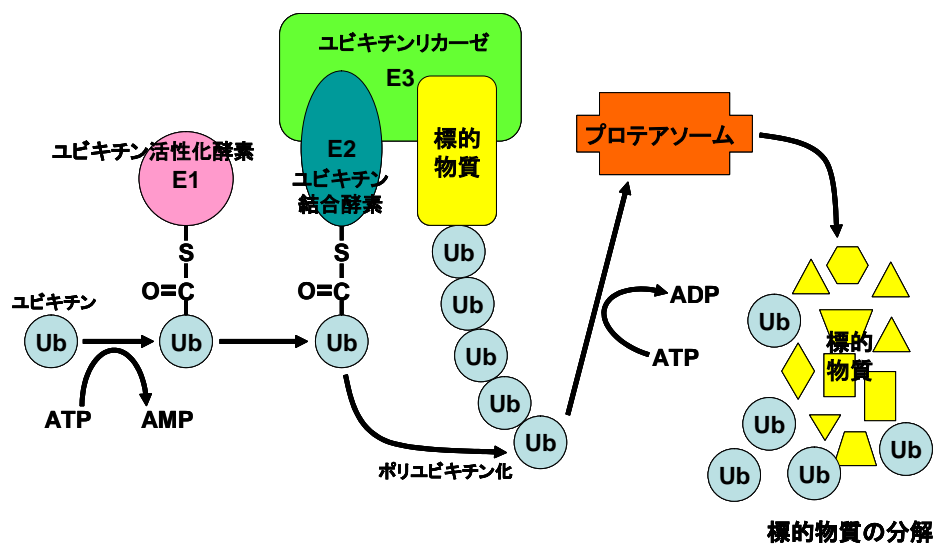 ユビキチンリカーゼ
E3
ユビキチン活性化酵素
E1
E2
ユビキチン
結合酵素
標的
物質
プロテアソーム
S
O=C
S
O=C
ユビキチン
Ub
Ub
Ub
ATP
AMP
Ub
Ub
Ub
Ub
Ub
ポリユビキチン化
ADP
ATP
標的
物質
Ub
Ub
Ub
Ub
Ub
標的物質の分解